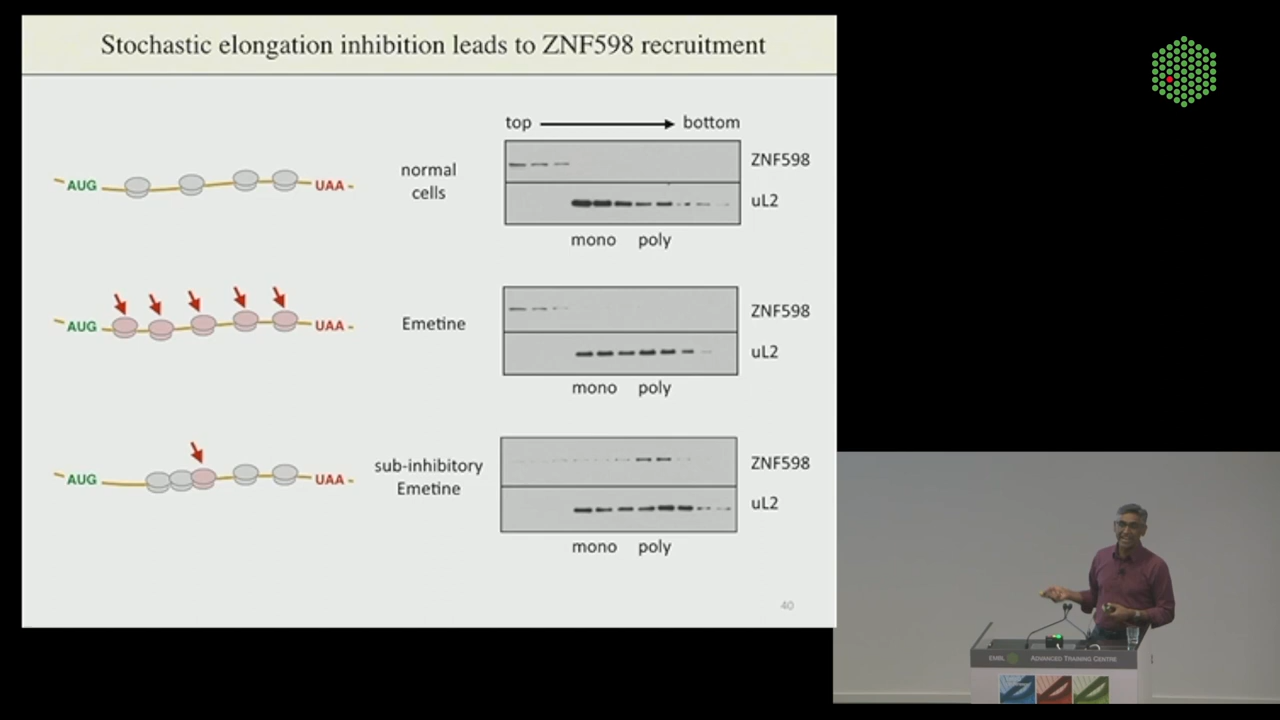 Stochastic elongation inhibition leads to ZNF598 recruitment
top bottom
AUG UAA
normal
cells
ZNF598
uL2
mono poly
AUG UAA
Emetine
ZNF598
uL2
mono poly
AUG UAA
sub-inhibitory
Emetine
ZNF598
uL2
mono poly
40
EMBL ADVANCED TRAINING CENTRE